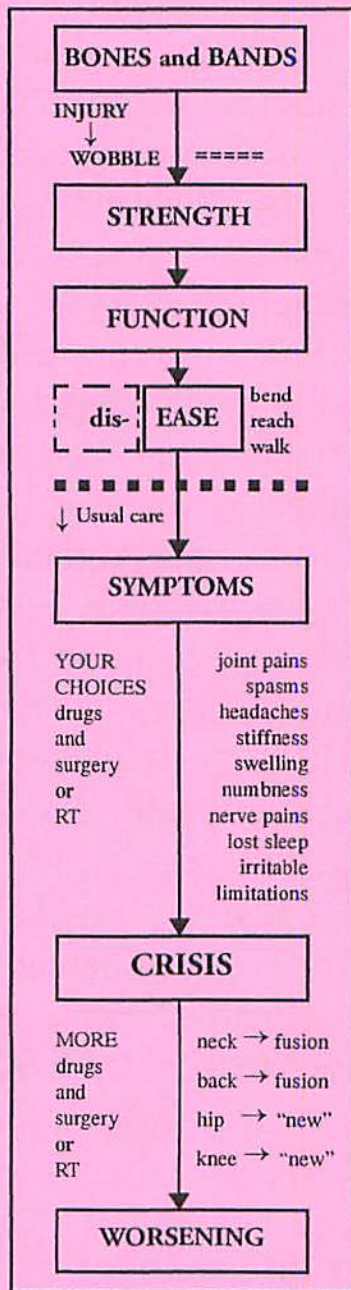 BONES and BANDS
INJURY
↓
WOBBLE =====
STRENGTH
FUNCTION
dis- EASE
bend
reach
walk
↓ Usual care
SYMPTOMS
YOUR
CHOICES
drugs
and
surgery
or
RT
joint pains
spasms
headaches
stiffness
swelling
numbness
nerve pains
lost sleep
irritable
limitations
CRISIS
MORE
drugs
and
surgery
or
RT
neck → fusion
back → fusion
hip → “new”
knee → “new”
WORSENING